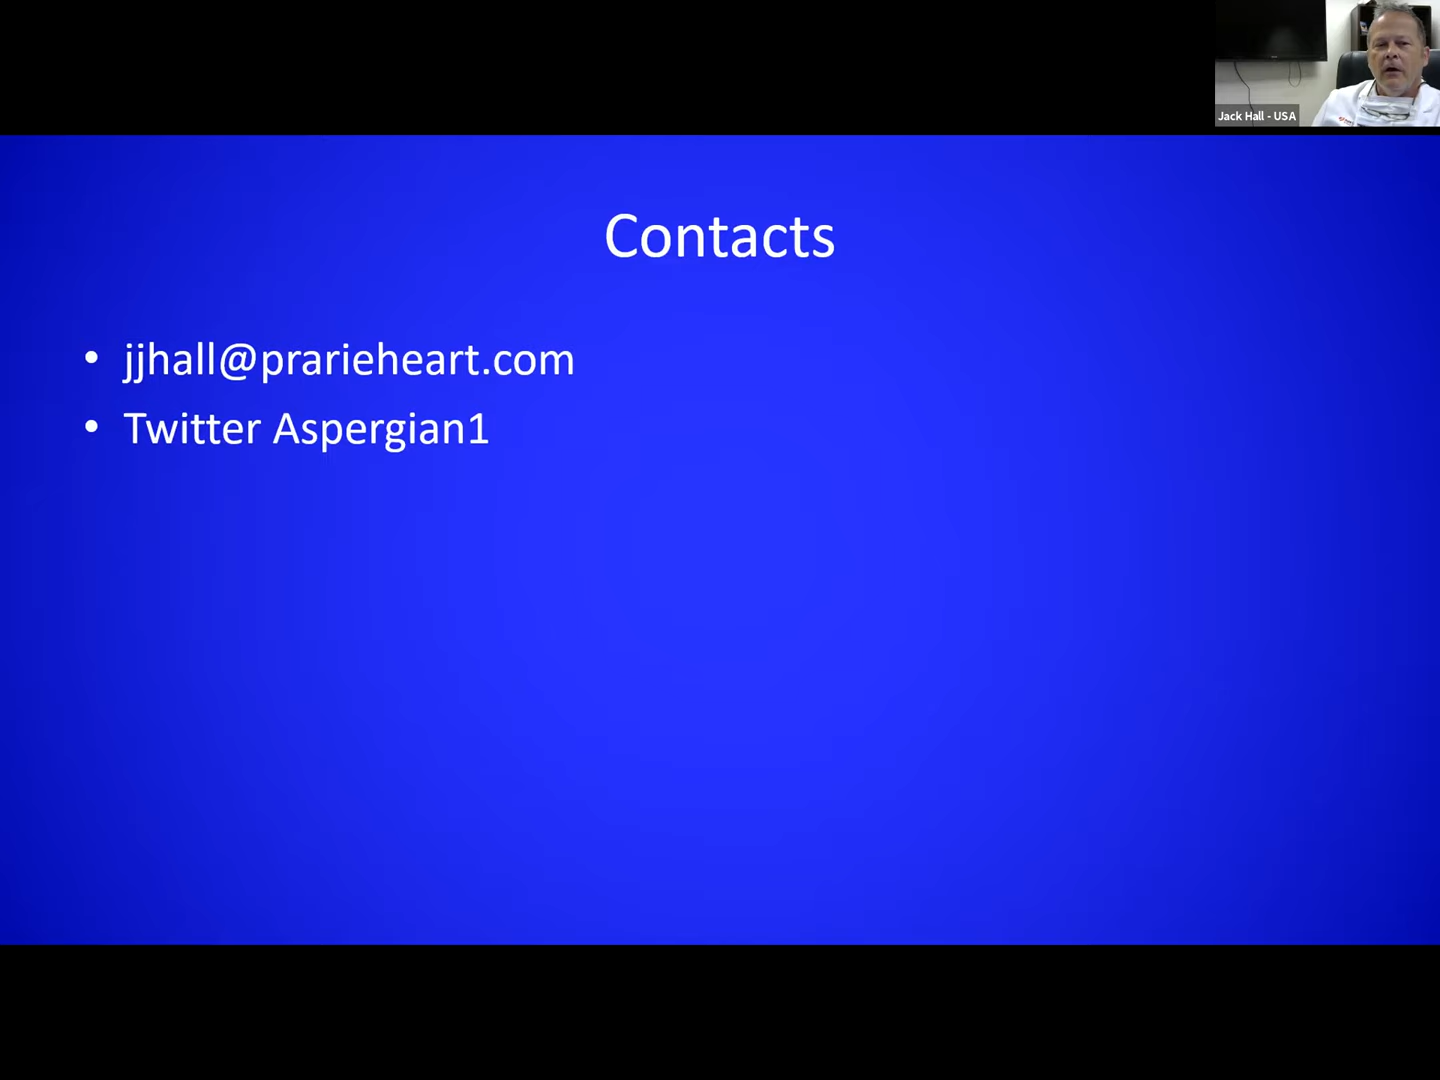 Jack Hall - USA
Contacts
• jjhall@prarieheart.com
• Twitter Aspergian1